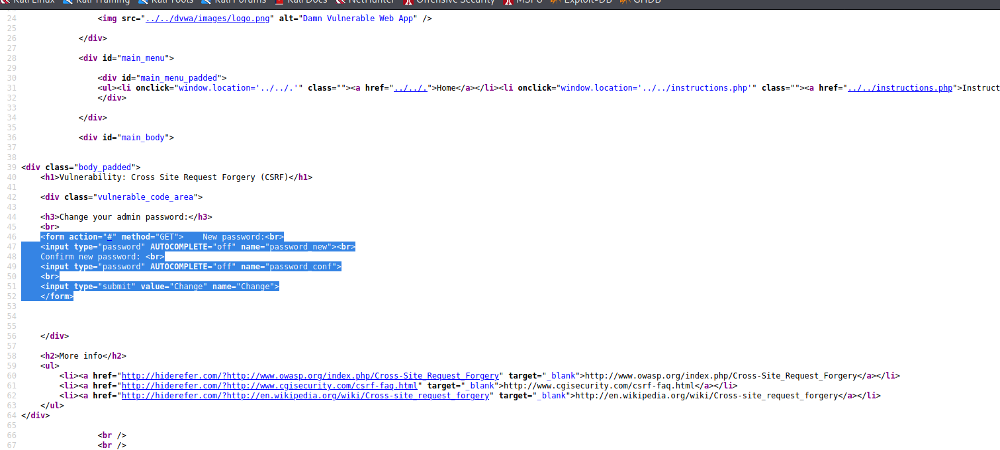 Kali Linux Kali Training Kali Tools Kali Forums Kali Docs NetHunter Offensive Security MSFU Exploit-DB GHDB
24 <img src="../../dvwa/images/logo.png" alt="Damn Vulnerable Web App" />
25
26 </div>
27
28 <div id="main_menu">
29
30 <div id="main_menu_padded">
31 <ul><li onclick="window.location='../../.'" class=""><a href="../../.">Home</a></li><li onclick="window.location='../../instructions.php'" class=""><a href="../../instructions.php">Instruct
32 </div>
33
34 </div>
35
36 <div id="main_body">
37
38
39 <div class="body_padded">
40 <h1>Vulnerability: Cross Site Request Forgery (CSRF)</h1>
41
42 <div class="vulnerable_code_area">
43
44 <h3>Change your admin password:</h3>
45 <br>
46 <form action="#" method="GET"> New password:<br>
47 <input type="password" AUTOCOMPLETE="off" name="password_new"><br>
48 Confirm new password: <br>
49 <input type="password" AUTOCOMPLETE="off" name="password_conf">
50 <br>
51 <input type="submit" value="Change" name="Change">
52 </form>
53
54
55
56 </div>
57
58 <h2>More info</h2>
59 <ul>
60 <li><a href="http://hiderefer.com/?http://www.owasp.org/index.php/Cross-Site_Request_Forgery" target="_blank">http://www.owasp.org/index.php/Cross-Site_Request_Forgery</a></li>
61 <li><a href="http://hiderefer.com/?http://www.cgisecurity.com/csrf-faq.html" target="_blank">http://www.cgisecurity.com/csrf-faq.html</a></li>
62 <li><a href="http://hiderefer.com/?http://en.wikipedia.org/wiki/Cross-site_request_forgery" target="_blank">http://en.wikipedia.org/wiki/Cross-site_request_forgery</a></li>
63 </ul>
64 </div>
65
66 <br />
67 <br />